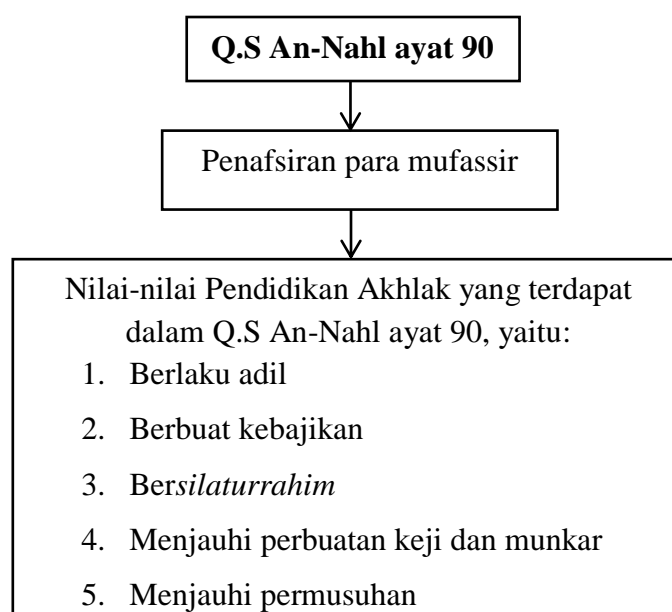 Q.S An-Nahl ayat 90
Penafsiran para mufassir
Nilai-nilai Pendidikan Akhlak yang terdapat
dalam Q.S An-Nahl ayat 90, yaitu:
1. Berlaku adil
2. Berbuat kebajikan
3. Bersilaturrahim
4. Menjauhi perbuatan keji dan munkar
5. Menjauhi permusuhan